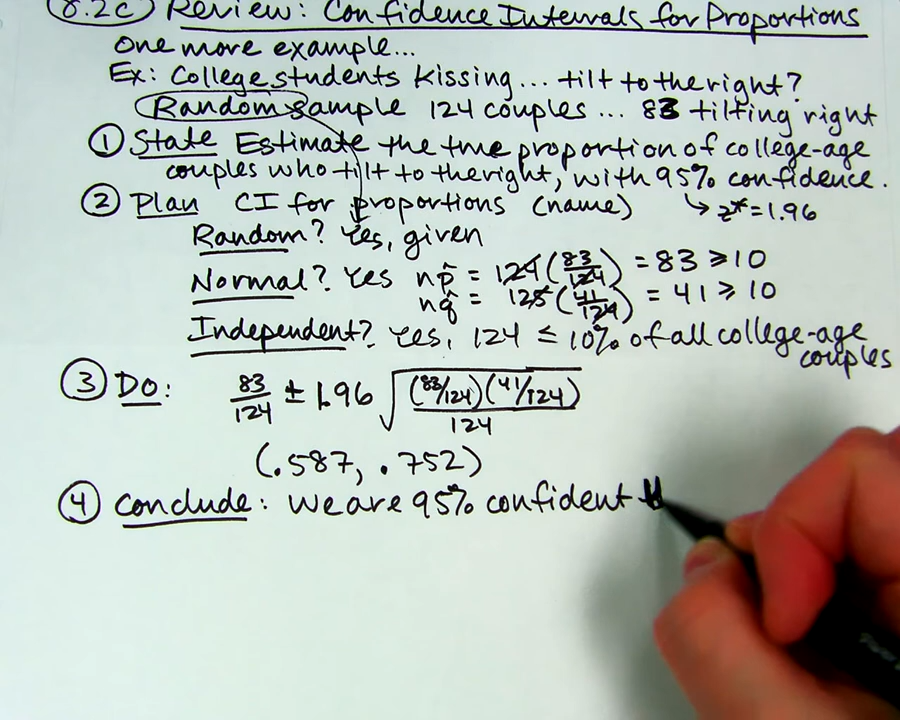 8.2c) Review: Confidence Intervals for Proportions
One more example...
Ex: College students kissing... tilt to the right?
Random sample 124 couples ... 83 tilting right
① State Estimate the true proportion of college-age
couples who tilt to the right, with 95% confidence.
② Plan CI for proportions (name) ↳ z*=1.96
Random? Yes, given
Normal? Yes np̂ = 124(83/124) = 83 ≥ 10
nq̂ = 125(41/124) = 41 ≥ 10
Independent? Yes, 124 ≤ 10% of all college-age
couples
③ Do: 83/124 ± 1.96 √((83/124)(41/124)/124)
(.587, .752)
④ Conclude: We are 95% confident